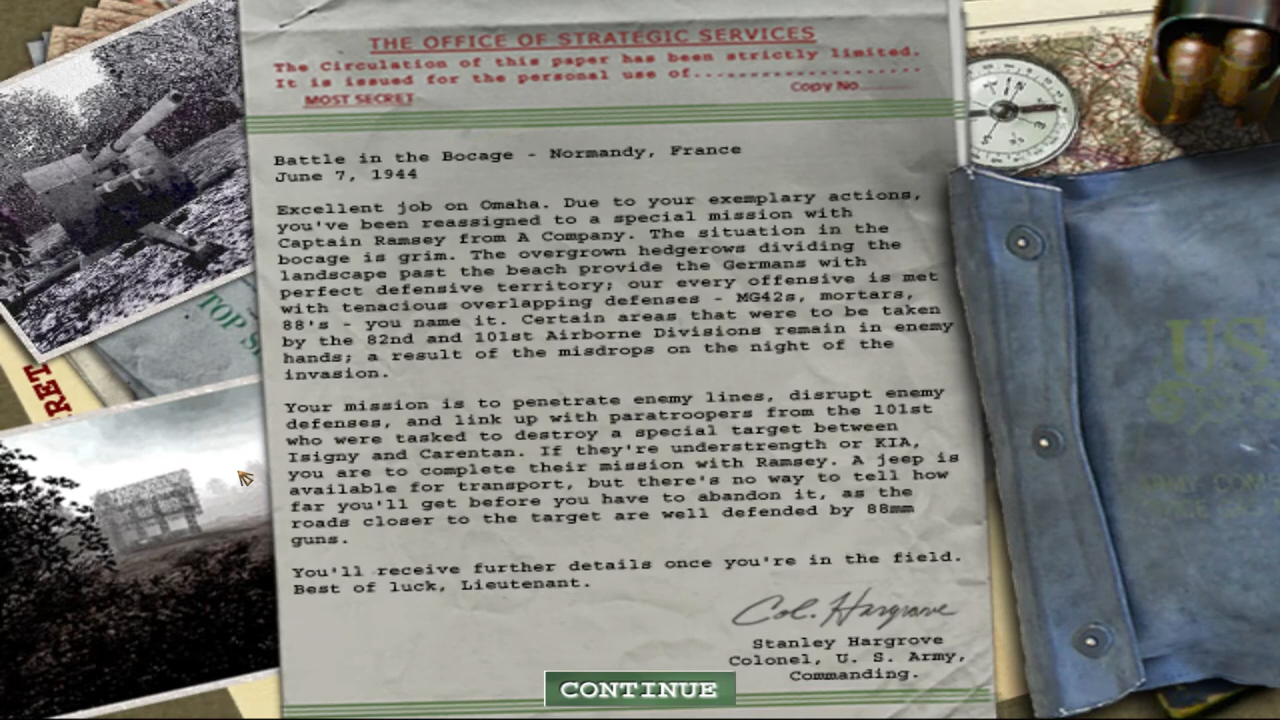 THE OFFICE OF STRATEGIC SERVICES
The Circulation of this paper has been strictly limited.
It is issued for the personal use of...................
MOST SECRET
Copy No.........
Battle in the Bocage - Normandy, France
June 7, 1944
Excellent job on Omaha. Due to your exemplary actions,
you've been reassigned to a special mission with
Captain Ramsey from A Company. The situation in the
bocage is grim. The overgrown hedgerows dividing the
landscape past the beach provide the Germans with
perfect defensive territory; our every offensive is met
with tenacious overlapping defenses - MG42s, mortars,
88's - you name it. Certain areas that were to be taken
by the 82nd and 101st Airborne Divisions remain in enemy
hands; a result of the misdrops on the night of the
invasion.
Your mission is to penetrate enemy lines, disrupt enemy
defenses, and link up with paratroopers from the 101st
who were tasked to destroy a special target between
Isigny and Carentan. If they're understrength or KIA,
you are to complete their mission with Ramsey. A jeep is
available for transport, but there's no way to tell how
far you'll get before you have to abandon it, as the
roads closer to the target are well defended by 88mm
guns.
You'll receive further details once you're in the field.
Best of luck, Lieutenant.
Col. Hargrove
Stanley Hargrove
Colonel, U. S. Army,
Commanding.
CONTINUE
TOP S
RET
US